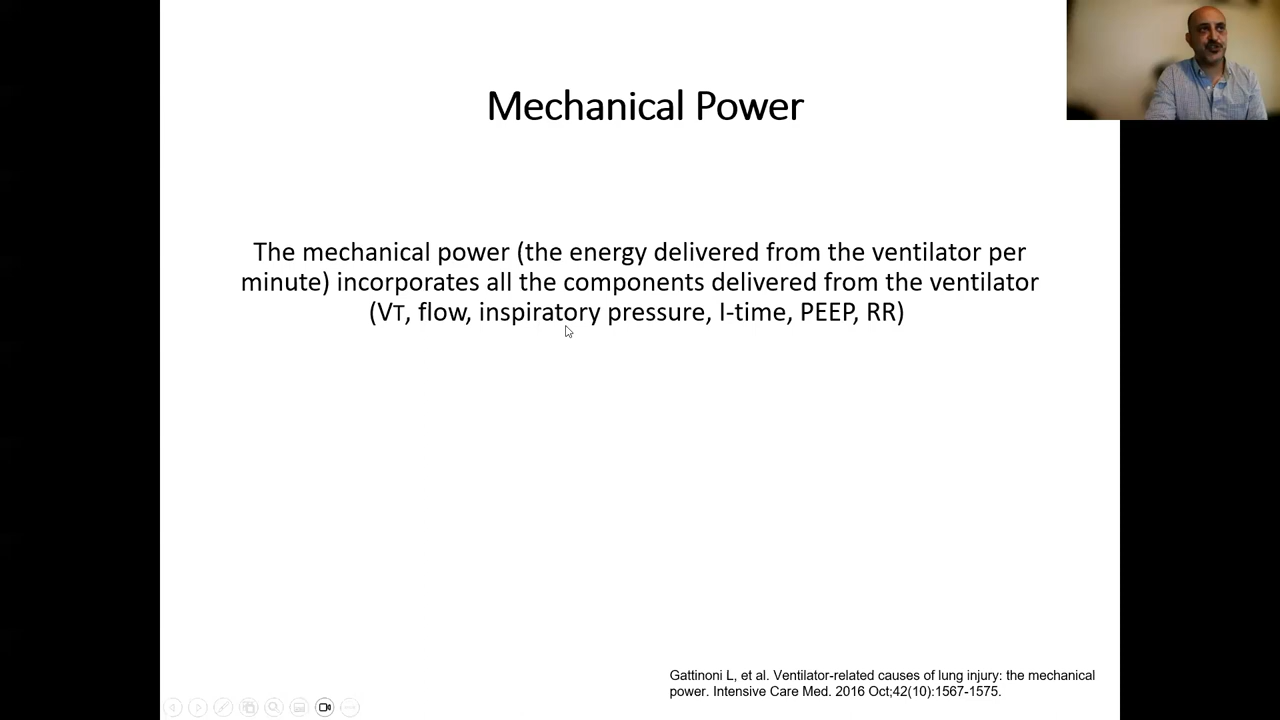 Mechanical Power
The mechanical power (the energy delivered from the ventilator per
minute) incorporates all the components delivered from the ventilator
(VT, flow, inspiratory pressure, I-time, PEEP, RR)
Gattinoni L, et al. Ventilator-related causes of lung injury: the mechanical
power. Intensive Care Med. 2016 Oct;42(10):1567-1575.